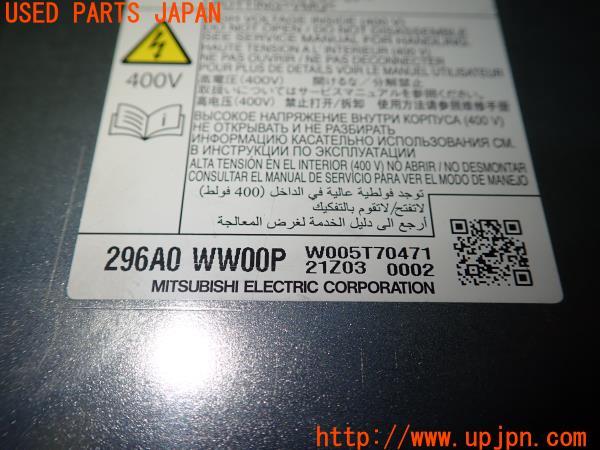 USED PARTS JAPAN
HIGH VOLTAGE INSIDE (400 V)
DO NOT OPEN / DO NOT DISASSEMBLE
SEE SERVICE MANUAL FOR HANDLING.
HAUTE TENSION A L'INTERIEUR (400 V)
NE PAS OUVRIR / NE PAS DECONNECTER
POUR PLUS DE DETAILS VOIR LE MANUEL UTILISATEUR
高電圧(400V) 開けるな/分解禁止
取扱いについてはサービスマニュアルを参照
高电压(400V) 禁止打开/拆卸 使用方法请参照维修手册
ВЫСОКОЕ НАПРЯЖЕНИЕ ВНУТРИ КОРПУСА (400 V)
НЕ ОТКРЫВАТЬ И НЕ РАЗБИРАТЬ
ИНФОРМАЦИЮ КАСАТЕЛЬНО ИСПОЛЬЗОВАНИЯ СМ.
В ИНСТРУКЦИИ ПО ЭКСПЛУАТАЦИИ
ALTA TENSIÓN EN EL INTERIOR (400 V) NO ABRIR / NO DESMONTAR
CONSULTAR EL MANUAL DE SERVICIO PARA VER EL MODO DE MANEJO
توجد فولطية عالية في الداخل (400 فولط)
لاتفتح/لاتقوم بالتفكيك
أرجع إلى دليل الخدمة لغرض المعالجة
400V
i
296A0 WW00P
W005T70471
21Z03 0002
MITSUBISHI ELECTRIC CORPORATION
USED PARTS JAPAN
http://www.upjpn.com